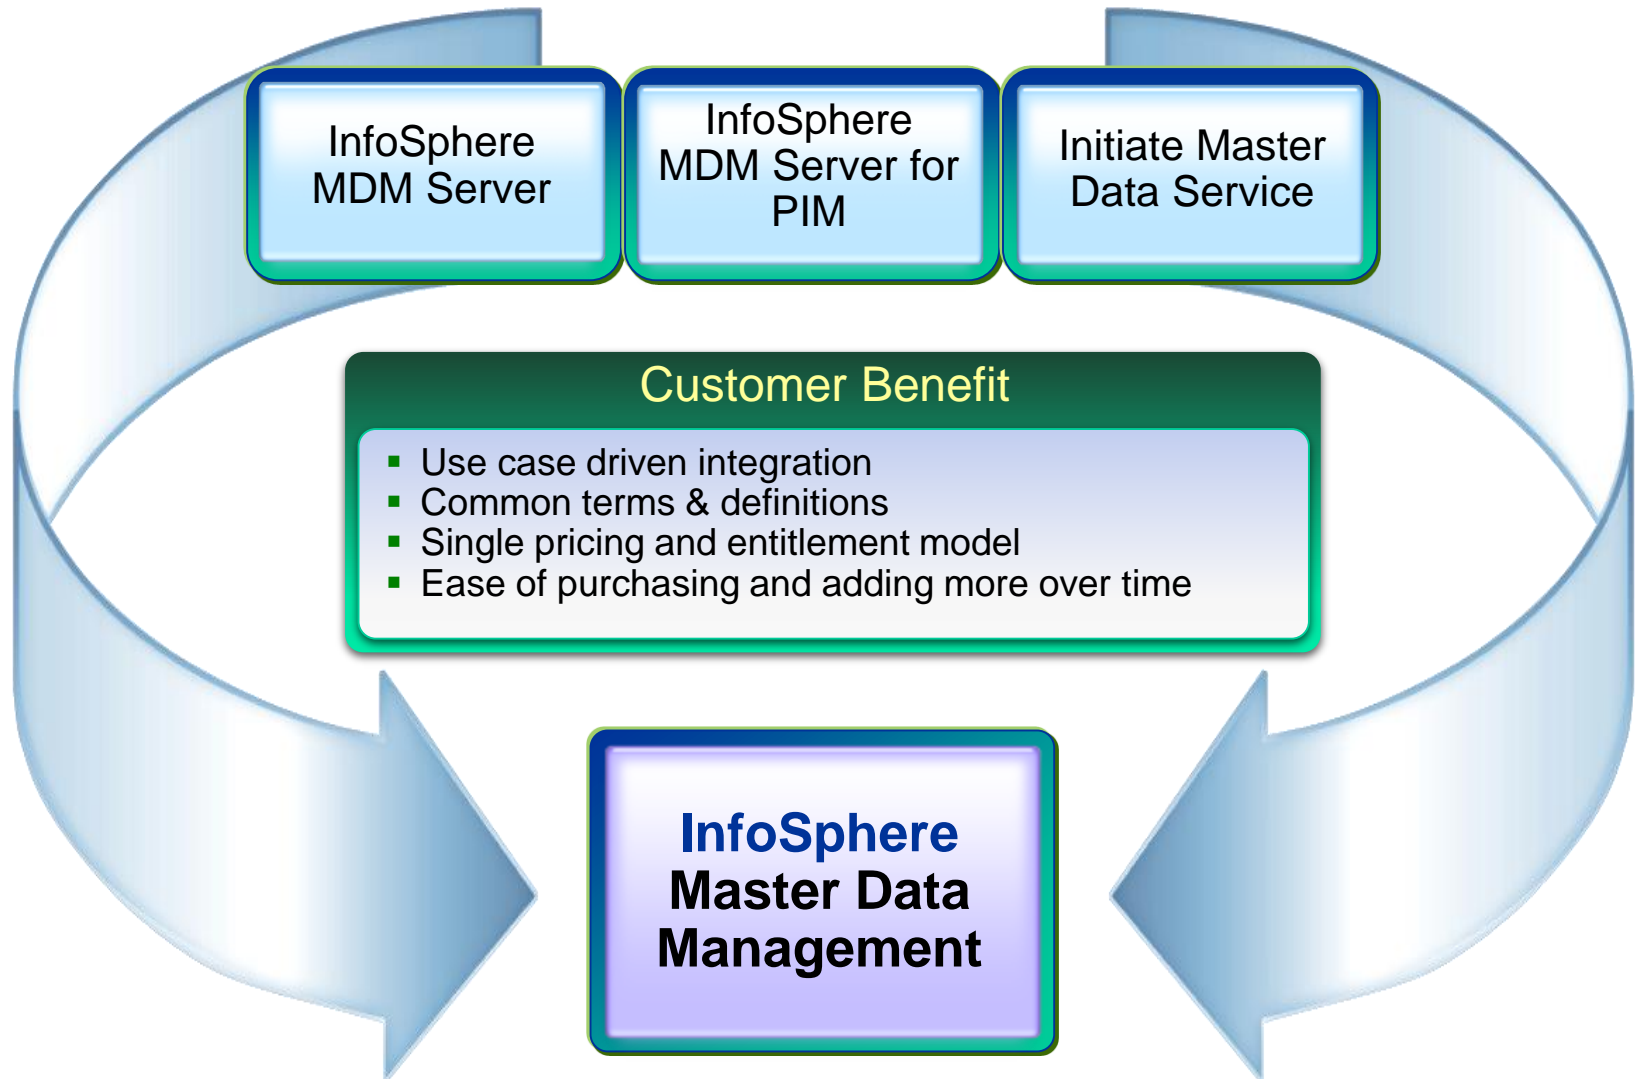 InfoSphere
MDM Server
InfoSphere
MDM Server for
PIM
Initiate Master
Data Service
Customer Benefit
▪ Use case driven integration
▪ Common terms & definitions
▪ Single pricing and entitlement model
▪ Ease of purchasing and adding more over time
InfoSphere
Master Data
Management